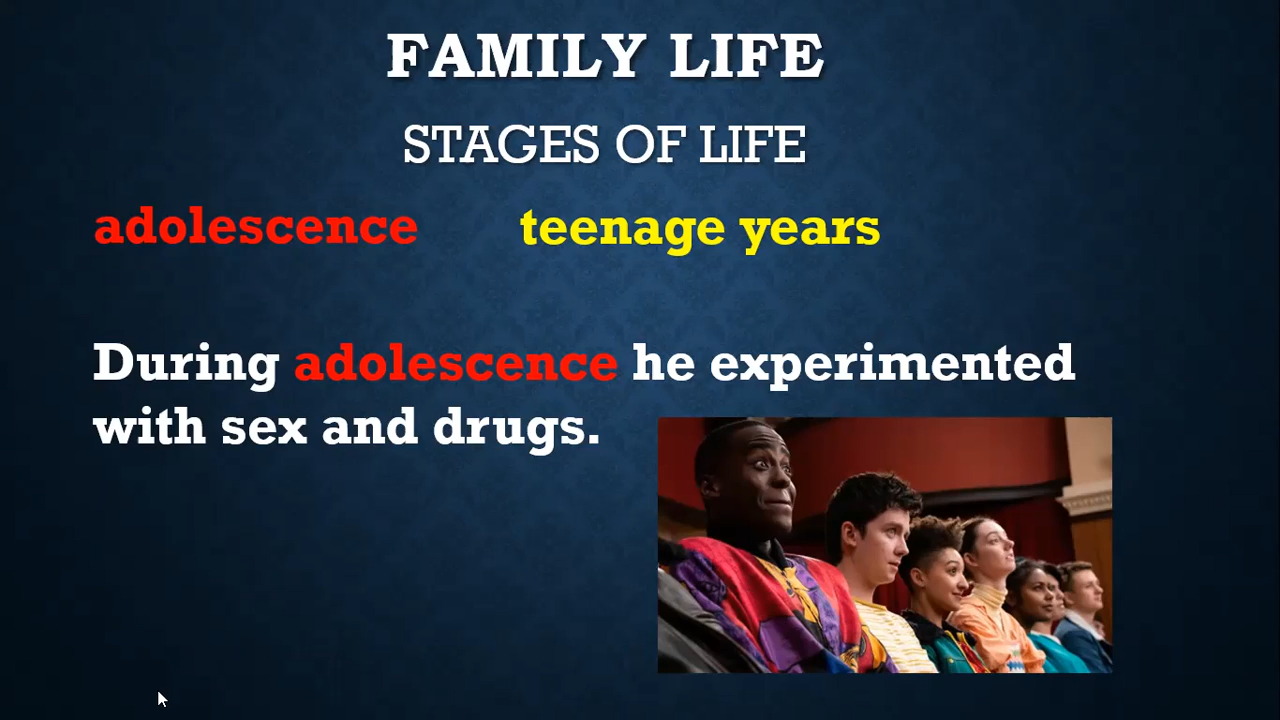 FAMILY LIFE
STAGES OF LIFE
adolescence teenage years
During adolescence he experimented
with sex and drugs.